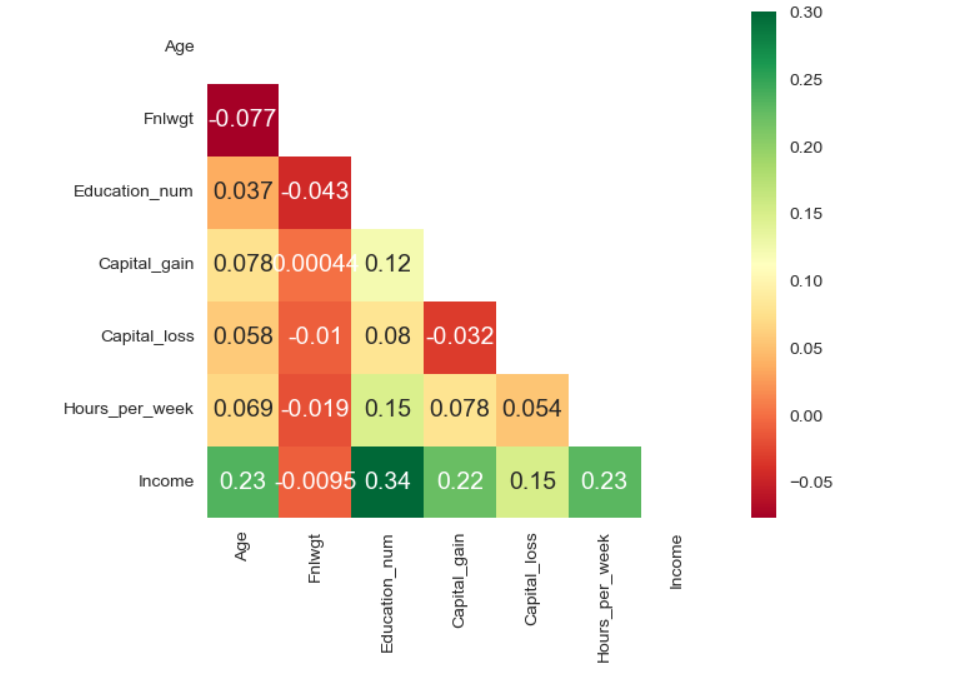 Age
Fnlwgt
-0.077
Education_num
0.037 -0.043
Capital_gain
0.078 0.00044 0.12
Capital_loss
0.058 -0.01 0.08 -0.032
Hours_per_week
0.069 -0.019 0.15 0.078 0.054
Income
0.23 -0.0095 0.34 0.22 0.15 0.23
Age
Fnlwgt
Education_num
Capital_gain
Capital_loss
Hours_per_week
Income
0.30
0.25
0.20
0.15
0.10
0.05
0.00
−0.05